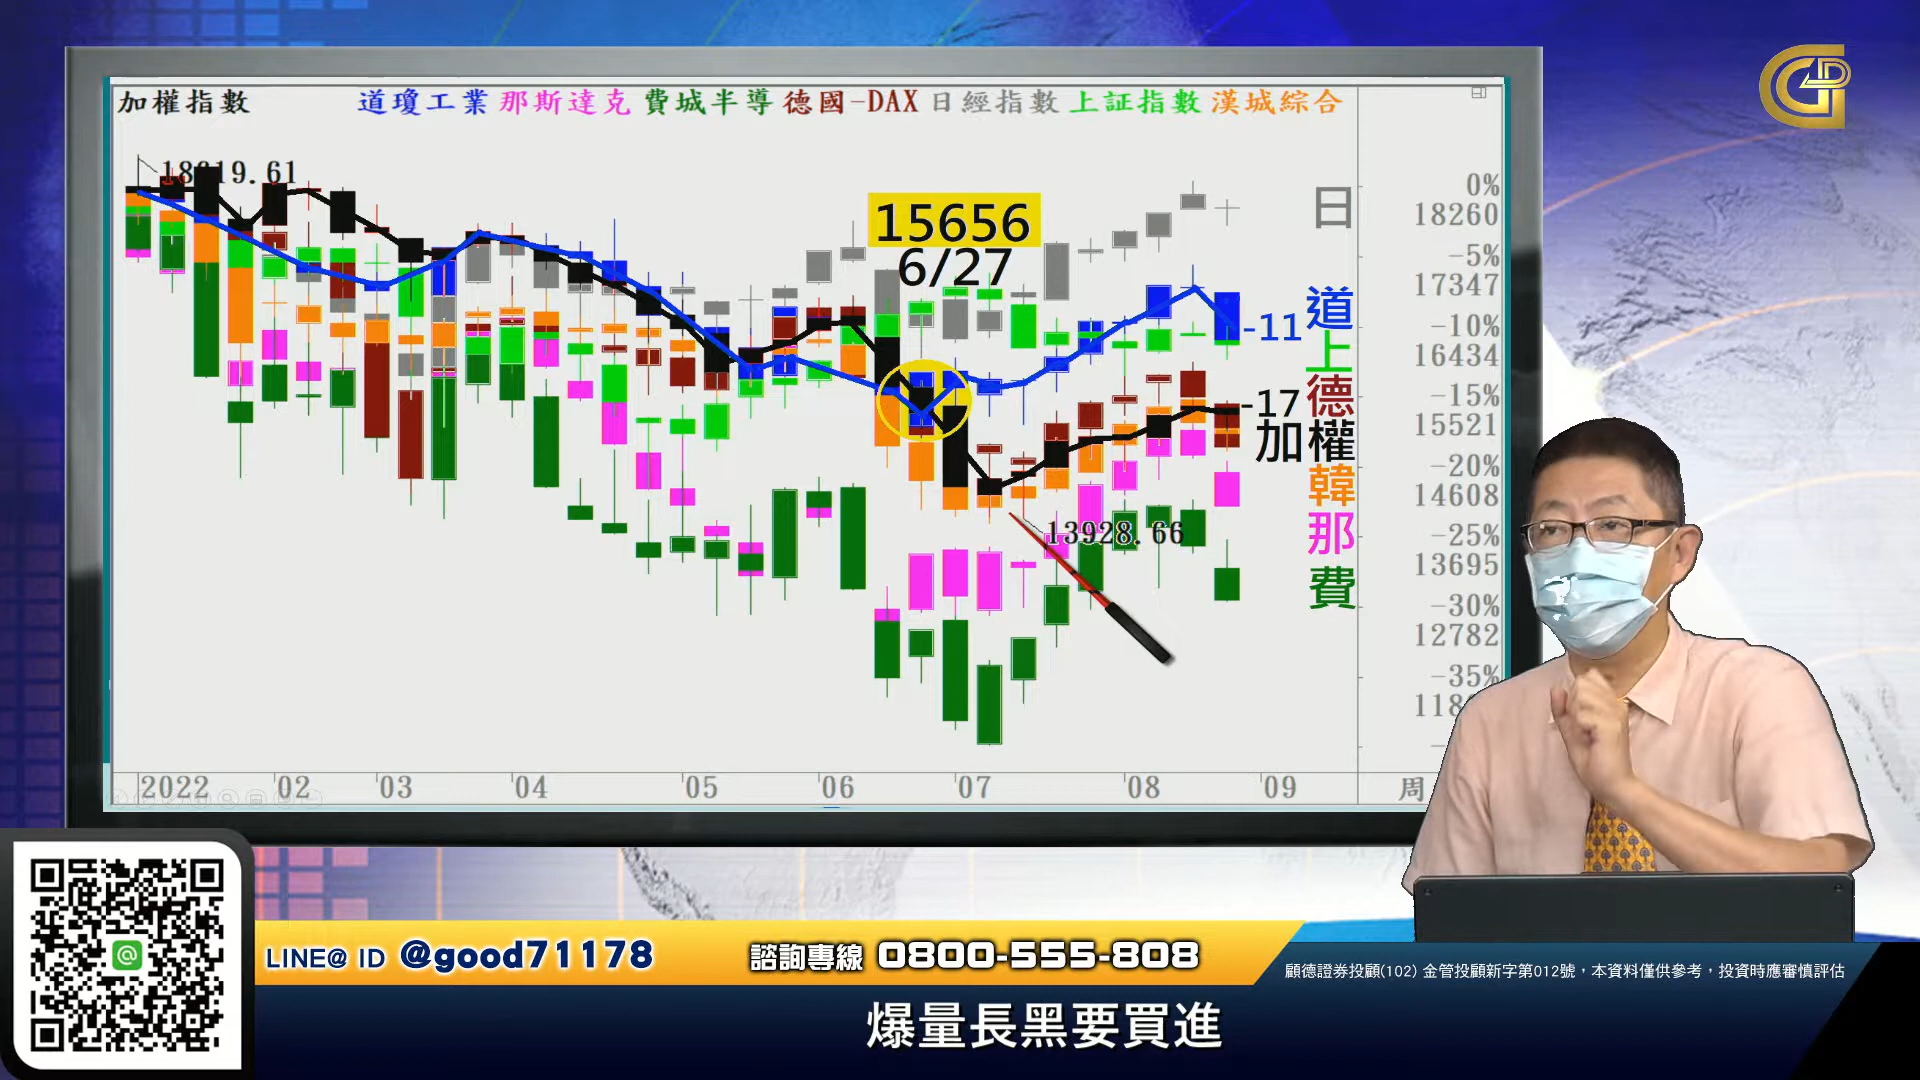 加權指數 道瓊工業 那斯達克 費城半導 德國-DAX 日經指數 上証指數 漢城綜合
15656
6/27
13928.66
日
道
-11
上
德
-17
加權
韓
那
費
0%
18260
-5%
17347
-10%
16434
-15%
15521
-20%
14608
-25%
13695
-30%
12782
-35%
2022 02 03 04 05 06 07 08 09 周
LINE@ ID @good71178 諮詢專線 0800-555-808
顧德證券投顧(102) 金管投顧新字第012號，本資料僅供參考，投資時應審慎評估
爆量長黑要買進